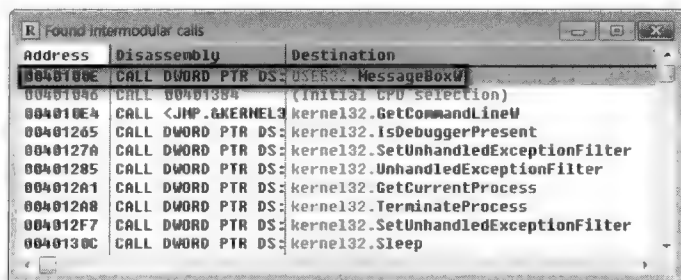 R Found intermodular calls
Address Disassembly Destination
0040100E CALL DWORD PTR DS: USER32.MessageBoxW
00401046 CALL 00401384 (Initial CPU selection)
004010E4 CALL <JMP.&KERNEL3 kernel32.GetCommandLineW
00401265 CALL DWORD PTR DS: kernel32.IsDebuggerPresent
0040127A CALL DWORD PTR DS: kernel32.SetUnhandledExceptionFilter
00401285 CALL DWORD PTR DS: kernel32.UnhandledExceptionFilter
004012A1 CALL DWORD PTR DS: kernel32.GetCurrentProcess
004012A8 CALL DWORD PTR DS: kernel32.TerminateProcess
004012F7 CALL DWORD PTR DS: kernel32.SetUnhandledExceptionFilter
0040130C CALL DWORD PTR DS: kernel32.Sleep